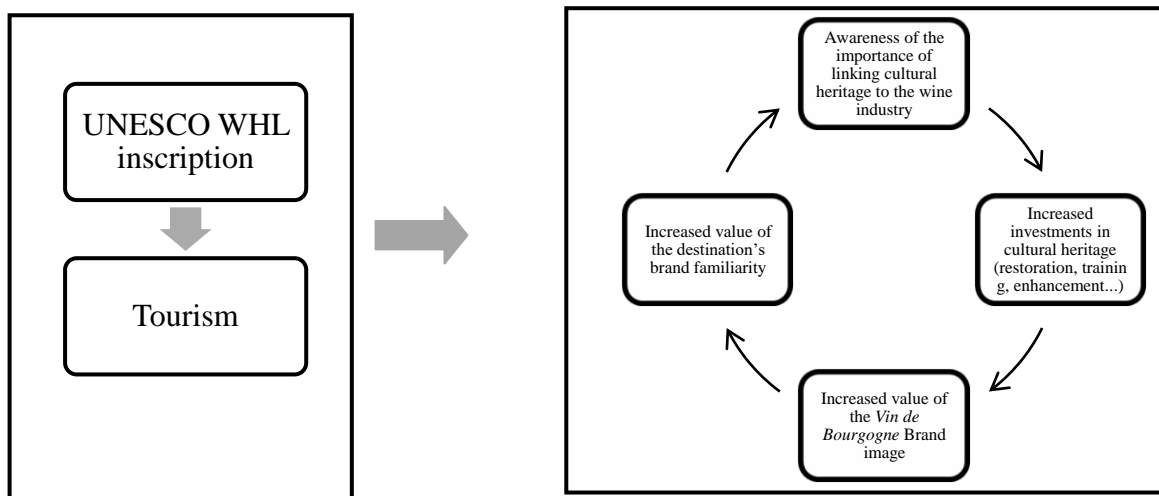 UNESCO WHL
inscription
Tourism
Awareness of the
importance of
linking cultural
heritage to the wine
industry
Increased
investments in
cultural heritage
(restoration, trainin
g, enhancement...)
Increased value of
the Vin de
Bourgogne Brand
image
Increased value of
the destination’s
brand familiarity